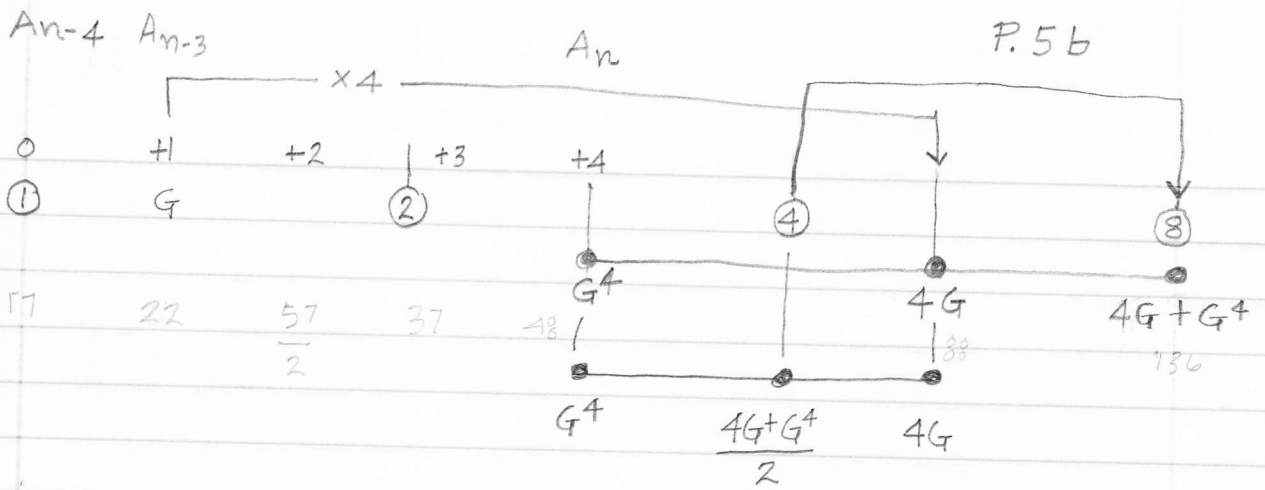 An-4 An-3 An P. 5b
×4
0 +1 +2 +3 +4
① G ② ④ ⑧
G⁴ 4G 4G + G⁴
17 22 57/2 37 48 88 136
G⁴ (4G+G⁴)/2 4G